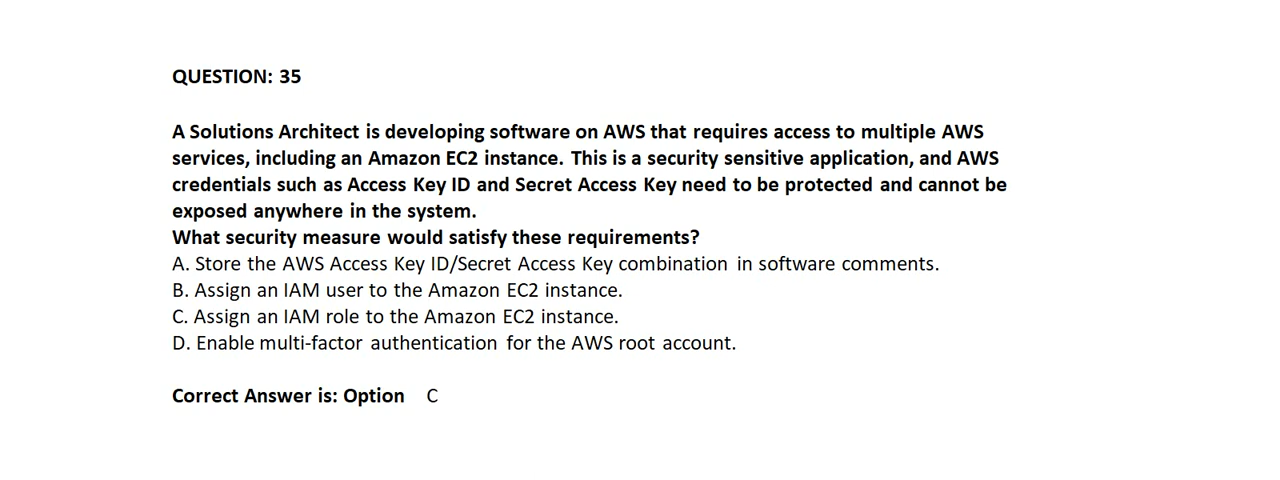 QUESTION: 35
A Solutions Architect is developing software on AWS that requires access to multiple AWS
services, including an Amazon EC2 instance. This is a security sensitive application, and AWS
credentials such as Access Key ID and Secret Access Key need to be protected and cannot be
exposed anywhere in the system.
What security measure would satisfy these requirements?
A. Store the AWS Access Key ID/Secret Access Key combination in software comments.
B. Assign an IAM user to the Amazon EC2 instance.
C. Assign an IAM role to the Amazon EC2 instance.
D. Enable multi-factor authentication for the AWS root account.
Correct Answer is: Option C